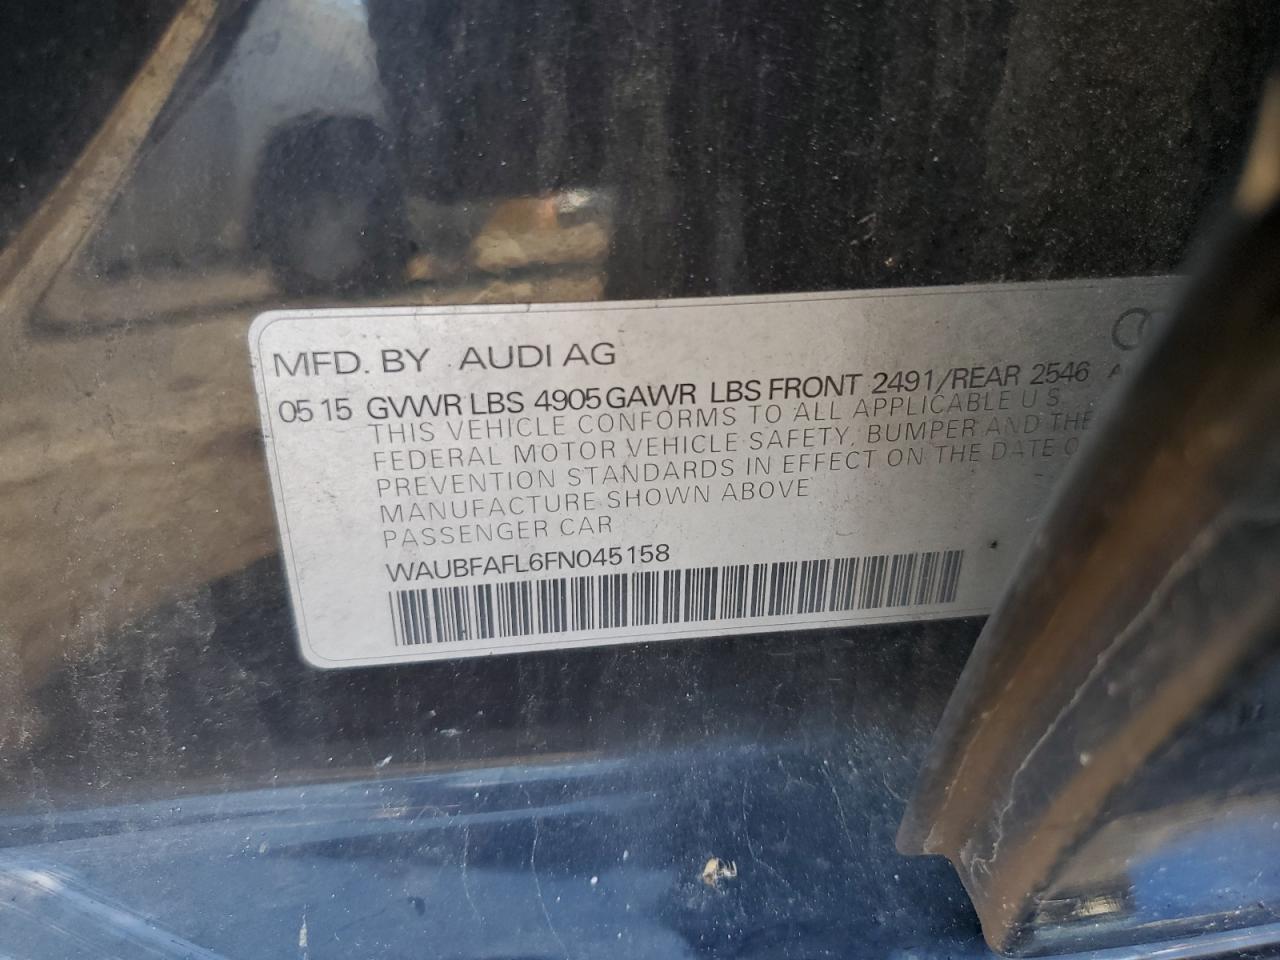 MFD. BY AUDI AG
05 15 GVWR LBS 4905 GAWR LBS FRONT 2491/REAR 2546
THIS VEHICLE CONFORMS TO ALL APPLICABLE U S
FEDERAL MOTOR VEHICLE SAFETY, BUMPER AND THE
PREVENTION STANDARDS IN EFFECT ON THE DATE
MANUFACTURE SHOWN ABOVE
PASSENGER CAR
WAUBFAFL6FN045158